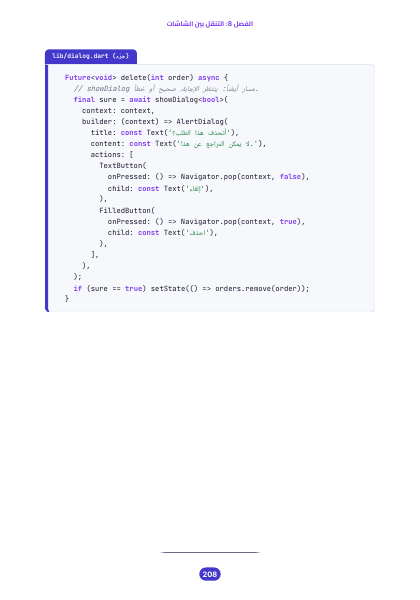 الفصل 8: التنقل بين الشاشات
lib/dialog.dart (جزء)
Future<void> delete(int order) async {
// showDialog مسار أيضاً: ينتظر الإجابة، صحيح أو خطأ.
final sure = await showDialog<bool>(
context: context,
builder: (context) => AlertDialog(
title: const Text('أتحذف هذا الطلب؟'),
content: const Text('لا يمكن التراجع عن هذا.'),
actions: [
TextButton(
onPressed: () => Navigator.pop(context, false),
child: const Text('إلغاء'),
),
FilledButton(
onPressed: () => Navigator.pop(context, true),
child: const Text('احذف'),
),
],
),
);
if (sure == true) setState(() => orders.remove(order));
}
208